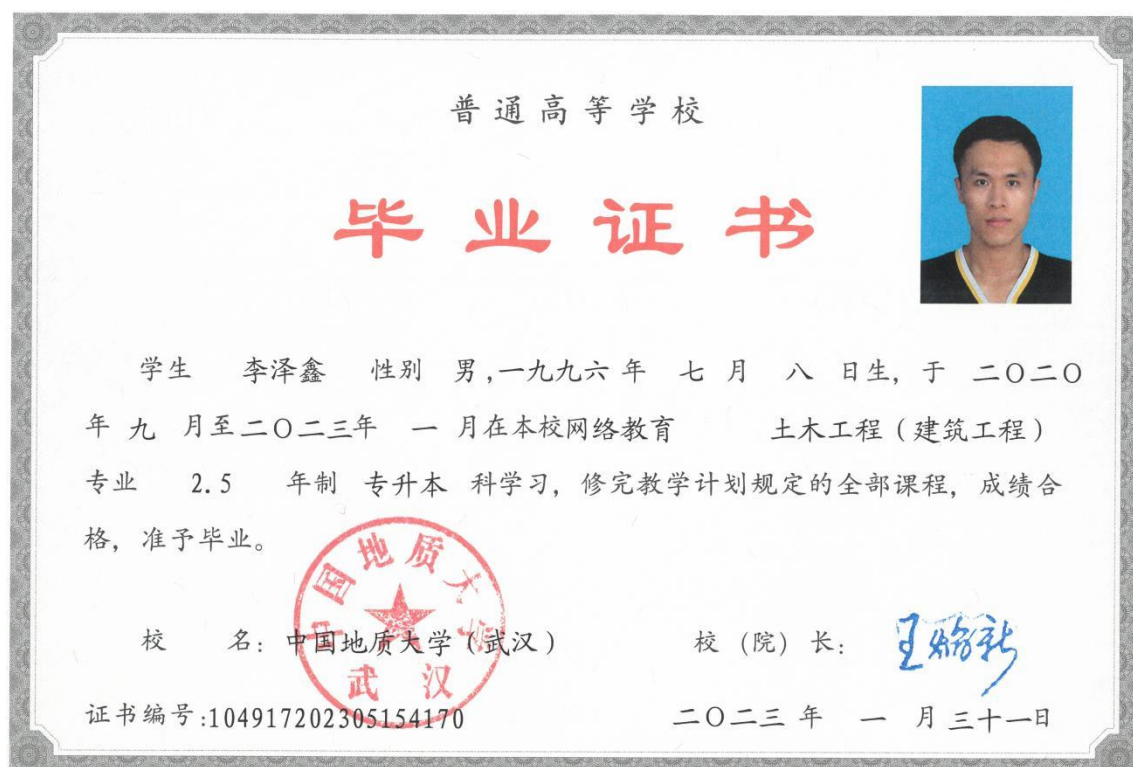 普通高等学校
毕业证书
学生 李泽鑫 性别 男,一九九六 年 七 月 八 日生, 于 二〇二〇
年 九 月至二〇二三年 一 月在本校网络教育 土木工程（建筑工程）
专业 2.5 年制 专升本 科学习, 修完教学计划规定的全部课程, 成绩合
格, 准予毕业。
中国地质大学
武汉
校 名: 中国地质大学（武汉） 校（院）长: 王焰新
证书编号:104917202305154170 二〇二三 年 一 月 三十一日